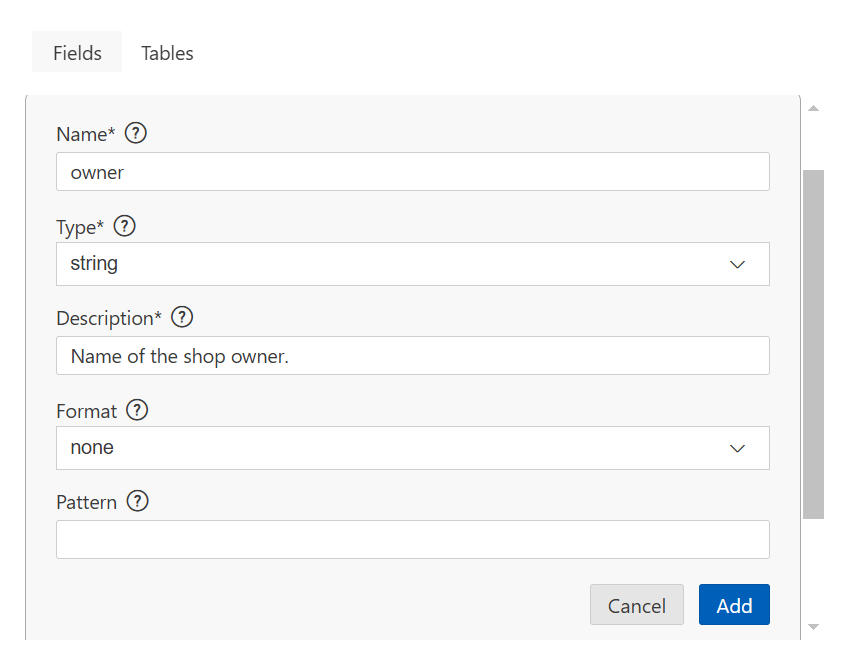 Fields Tables
Name* ?
owner
Type* ?
string
Description* ?
Name of the shop owner.
Format ?
none
Pattern ?
Cancel Add